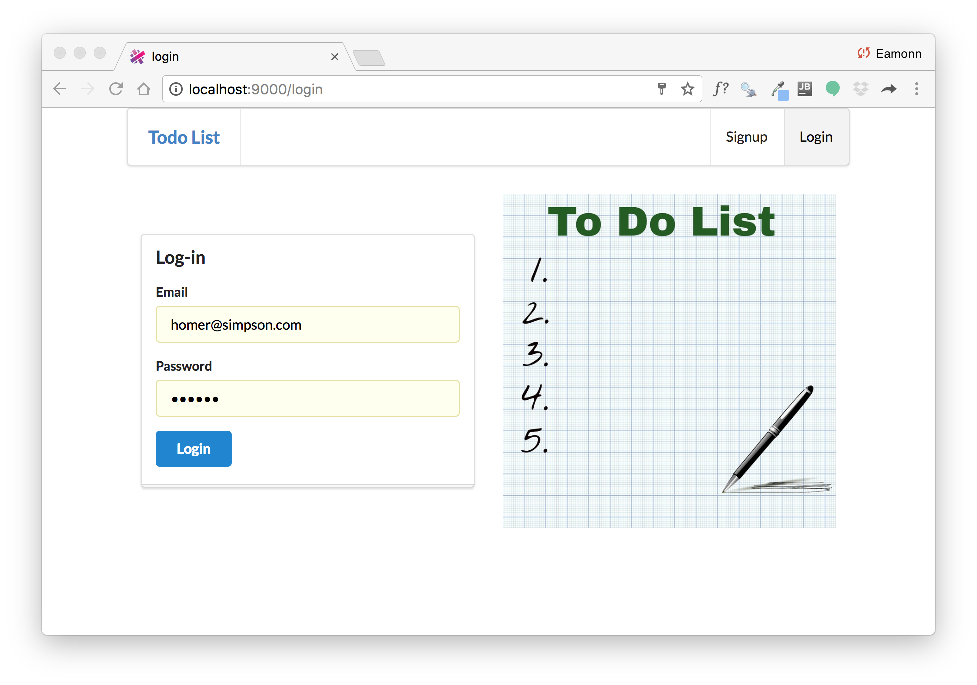 login
Eamonn
localhost:9000/login
f?
JB
Todo List
Signup
Login
To Do List
1.
2.
3.
4.
5.
Log-in
Email
homer@simpson.com
Password
••••••
Login